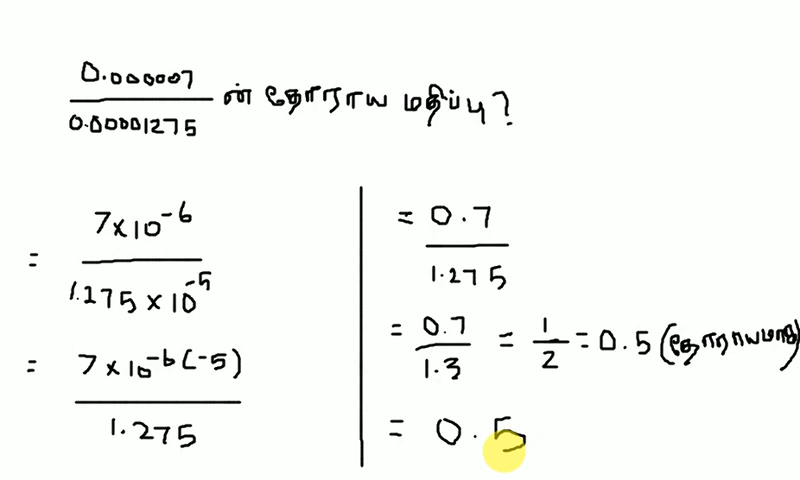 0.000007 / 0.00001275 ன் தோராய மதிப்பு?
= 7×10^-6 / 1.275 × 10^-5
= 7×10^-6(-5) / 1.275
= 0.7 / 1.275
= 0.7 / 1.3 = 1/2 = 0.5 (தோராயமாக)
= 0.5